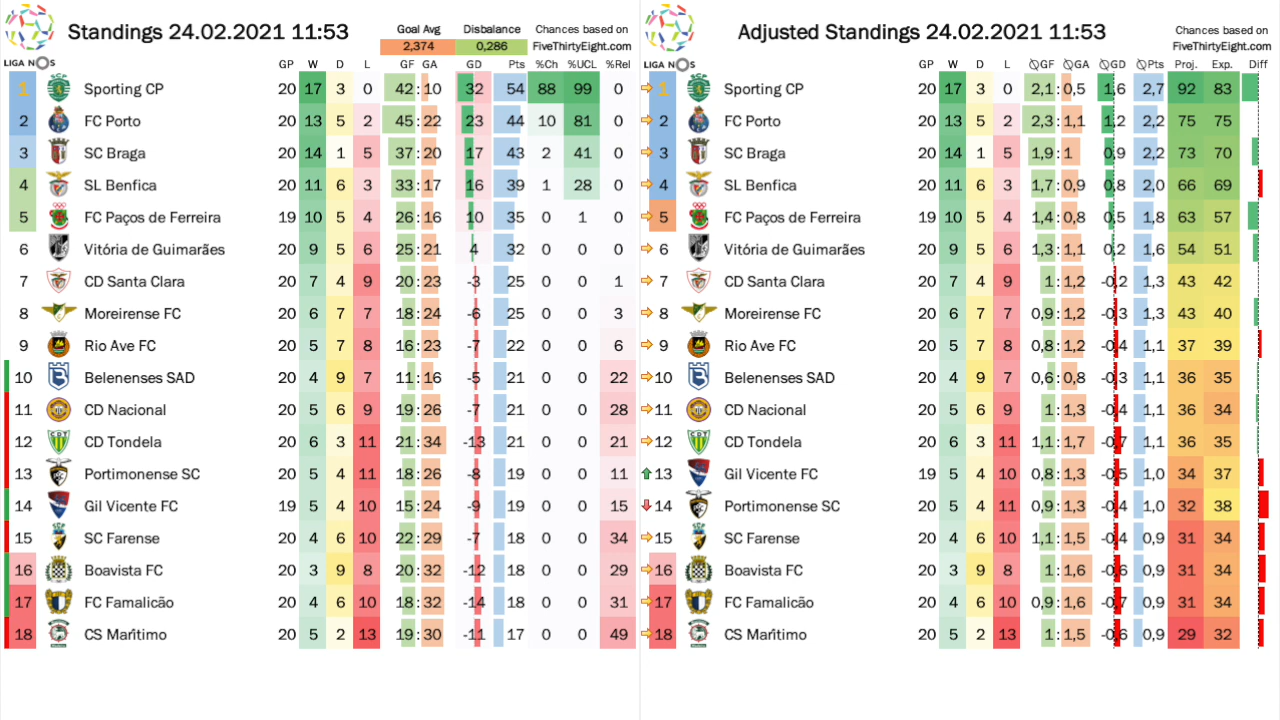 Standings 24.02.2021 11:53
Goal Avg Disbalance Chances based on
2,374 0,286 FiveThirtyEight.com
LIGA NOS GP W D L GF GA GD Pts %Ch %UCL %Rel
1 Sporting CP 20 17 3 0 42:10 32 54 88 99 0
2 FC Porto 20 13 5 2 45:22 23 44 10 81 0
3 SC Braga 20 14 1 5 37:20 17 43 2 41 0
4 SL Benfica 20 11 6 3 33:17 16 39 1 28 0
5 FC Paços de Ferreira 19 10 5 4 26:16 10 35 0 1 0
6 Vitória de Guimarães 20 9 5 6 25:21 4 32 0 0 0
7 CD Santa Clara 20 7 4 9 20:23 -3 25 0 0 1
8 Moreirense FC 20 6 7 7 18:24 -6 25 0 0 3
9 Rio Ave FC 20 5 7 8 16:23 -7 22 0 0 6
10 Belenenses SAD 20 4 9 7 11:16 -5 21 0 0 22
11 CD Nacional 20 5 6 9 19:26 -7 21 0 0 28
12 CD Tondela 20 6 3 11 21:34 -13 21 0 0 21
13 Portimonense SC 20 5 4 11 18:26 -8 19 0 0 11
14 Gil Vicente FC 19 5 4 10 15:24 -9 19 0 0 15
15 SC Farense 20 4 6 10 22:29 -7 18 0 0 34
16 Boavista FC 20 3 9 8 20:32 -12 18 0 0 29
17 FC Famalicão 20 4 6 10 18:32 -14 18 0 0 31
18 CS Marítimo 20 5 2 13 19:30 -11 17 0 0 49
Adjusted Standings 24.02.2021 11:53
Chances based on
FiveThirtyEight.com
LIGA NOS GP W D L ∅GF ∅GA ∅GD ∅Pts Proj. Exp. Diff
1 Sporting CP 20 17 3 0 2,1:0,5 1,6 2,7 92 83
2 FC Porto 20 13 5 2 2,3:1,1 1,2 2,2 75 75
3 SC Braga 20 14 1 5 1,9:1 0,9 2,2 73 70
4 SL Benfica 20 11 6 3 1,7:0,9 0,8 2,0 66 69
5 FC Paços de Ferreira 19 10 5 4 1,4:0,8 0,5 1,8 63 57
6 Vitória de Guimarães 20 9 5 6 1,3:1,1 0,2 1,6 54 51
7 CD Santa Clara 20 7 4 9 1:1,2 -0,2 1,3 43 42
8 Moreirense FC 20 6 7 7 0,9:1,2 -0,3 1,3 43 40
9 Rio Ave FC 20 5 7 8 0,8:1,2 -0,4 1,1 37 39
10 Belenenses SAD 20 4 9 7 0,6:0,8 -0,3 1,1 36 35
11 CD Nacional 20 5 6 9 1:1,3 -0,4 1,1 36 34
12 CD Tondela 20 6 3 11 1,1:1,7 -0,7 1,1 36 35
13 Gil Vicente FC 19 5 4 10 0,8:1,3 -0,5 1,0 34 37
14 Portimonense SC 20 5 4 11 0,9:1,3 -0,4 1,0 32 38
15 SC Farense 20 4 6 10 1,1:1,5 -0,4 0,9 31 34
16 Boavista FC 20 3 9 8 1:1,6 -0,6 0,9 31 34
17 FC Famalicão 20 4 6 10 0,9:1,6 -0,7 0,9 31 34
18 CS Marítimo 20 5 2 13 1:1,5 -0,6 0,9 29 32